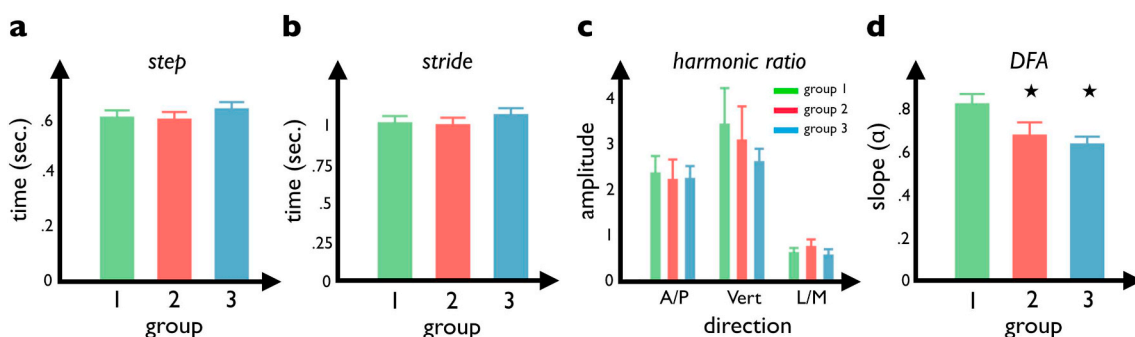 a
step
time (sec.)
.6
.4
.2
0
1 2 3
group
b
stride
time (sec.)
1
.75
.5
.25
0
1 2 3
group
c
harmonic ratio
group 1
group 2
group 3
amplitude
4
3
2
1
0
A/P Vert L/M
direction
d
DFA
★ ★
slope (α)
.8
.6
.4
.2
0
1 2 3
group